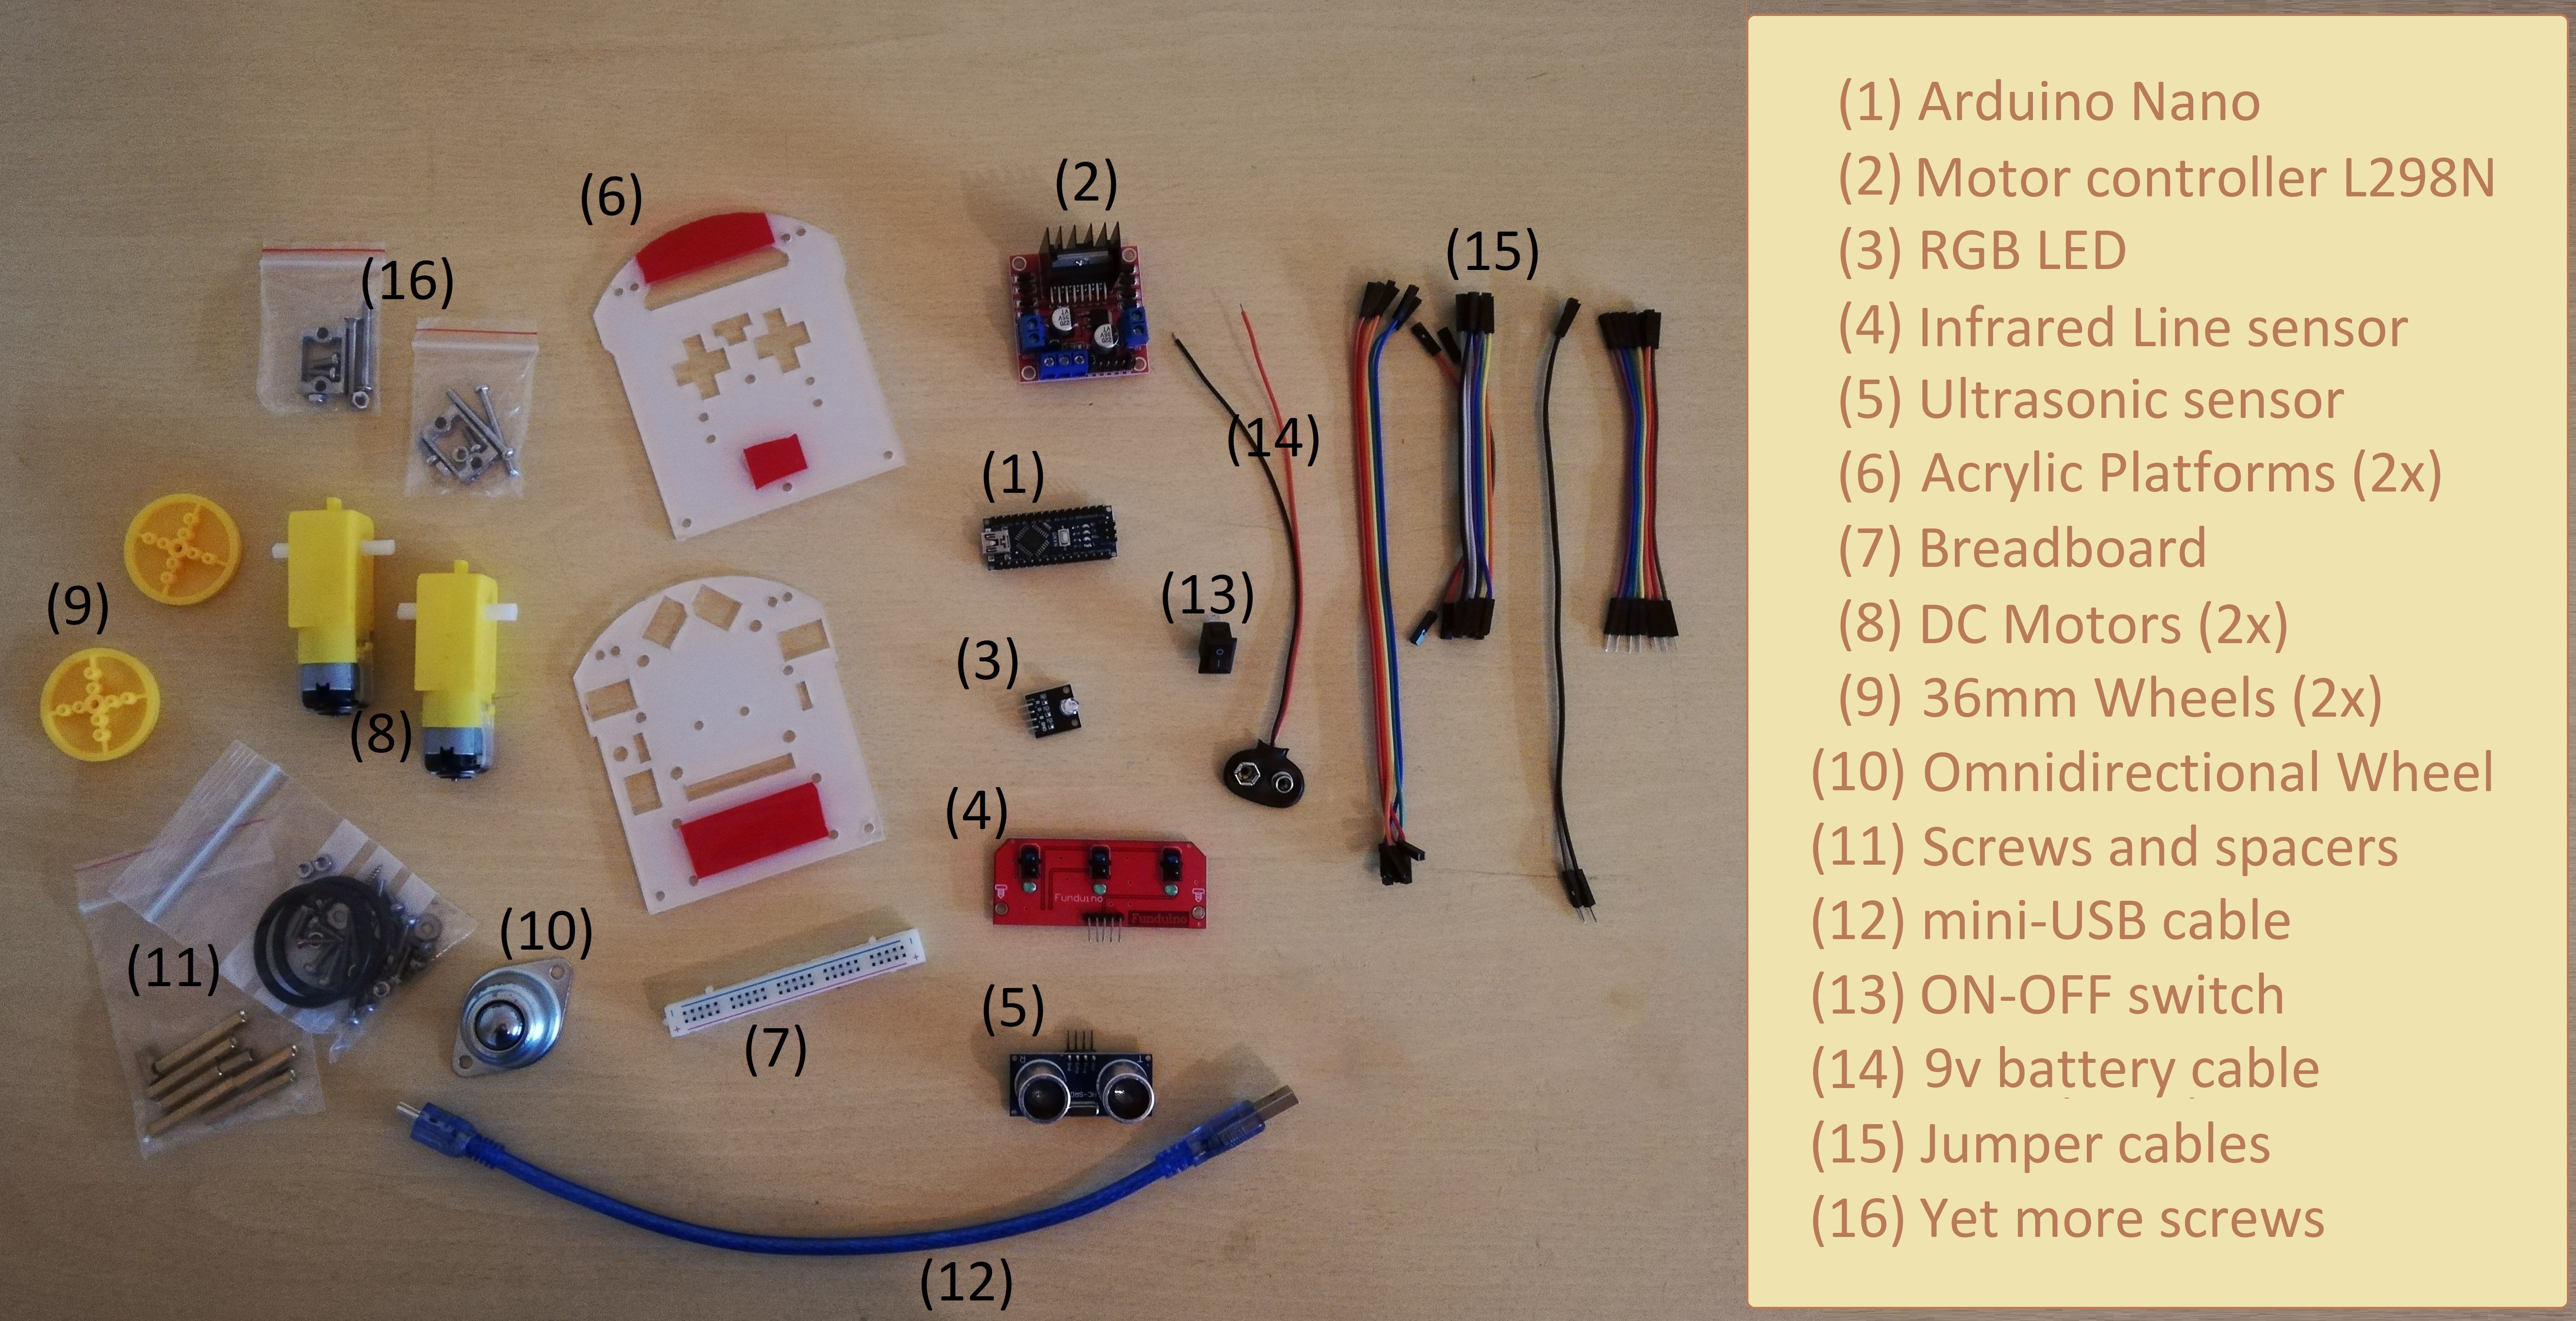 (1) Arduino Nano
(2) Motor controller L298N
(3) RGB LED
(4) Infrared Line sensor
(5) Ultrasonic sensor
(6) Acrylic Platforms (2x)
(7) Breadboard
(8) DC Motors (2x)
(9) 36mm Wheels (2x)
(10) Omnidirectional Wheel
(11) Screws and spacers
(12) mini-USB cable
(13) ON-OFF switch
(14) 9v battery cable
(15) Jumper cables
(16) Yet more screws
(6)
(2)
(15)
(16)
(14)
(1)
(13)
(9)
(3)
(8)
(4)
Funduino
Funduino
(10)
(11)
(5)
(7)
(12)